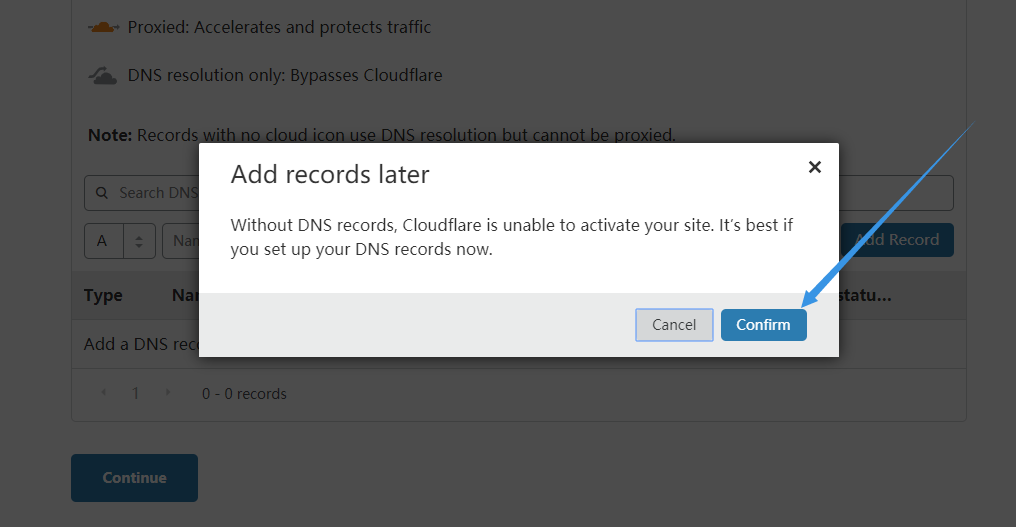 Proxied: Accelerates and protects traffic
DNS resolution only: Bypasses Cloudflare
Note: Records with no cloud icon use DNS resolution but cannot be proxied.
Add records later
Without DNS records, Cloudflare is unable to activate your site. It's best if
you set up your DNS records now.
Cancel Confirm
Search DNS
A Nam Add Record
Type Na statu...
Add a DNS reco
1 0 - 0 records
Continue